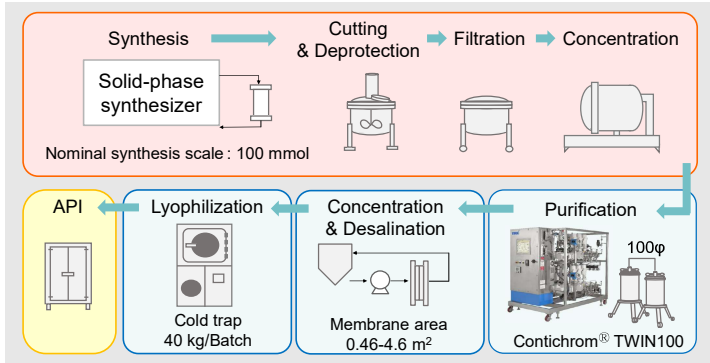 Synthesis
Cutting
& Deprotection
Filtration
Concentration
Solid-phase
synthesizer
Nominal synthesis scale : 100 mmol
API
Lyophilization
Concentration
& Desalination
Purification
100φ
Cold trap
40 kg/Batch
Membrane area
0.46-4.6 m²
Contichrom® TWIN100